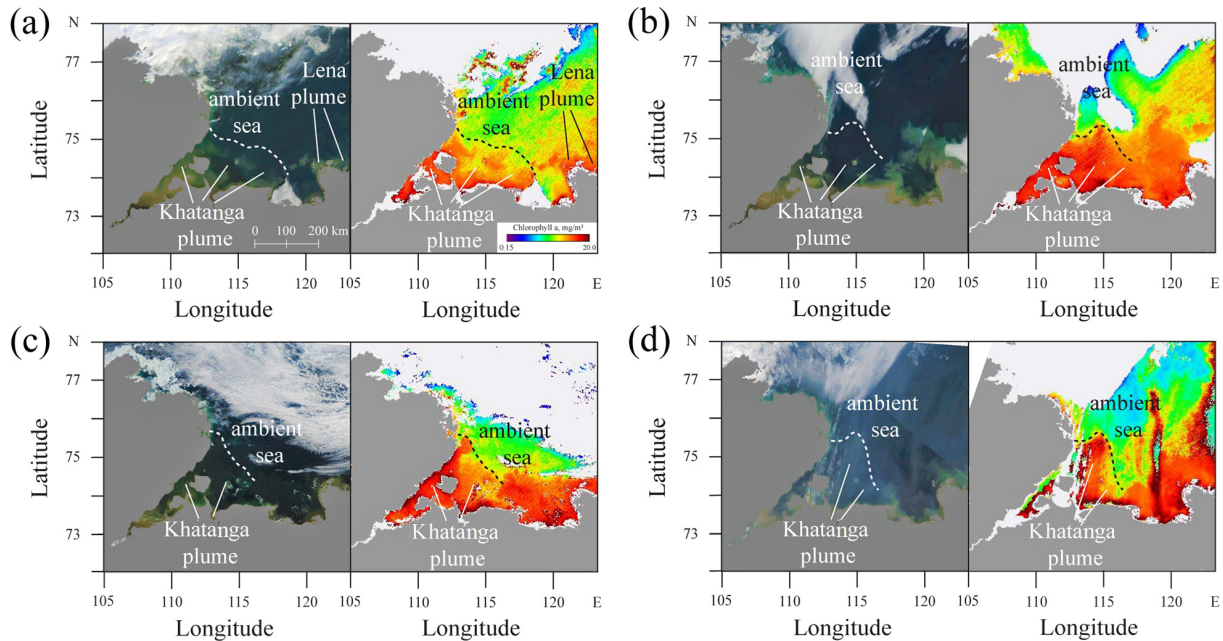 (a)
N
77
75
73
Latitude
ambient
sea
Lena
plume
Khatanga
plume
0 100 200 km
ambient
sea
Lena
plume
Khatanga
plume
Chlorophyll a, mg/m³
0.15 20.0
105 110 115 120 105 110 115 120 E
Longitude Longitude
(b)
N
77
75
73
Latitude
ambient
sea
Khatanga
plume
ambient
sea
Khatanga
plume
105 110 115 120 105 110 115 120 E
Longitude Longitude
(c)
N
77
75
73
Latitude
ambient
sea
Khatanga
plume
ambient
sea
Khatanga
plume
105 110 115 120 105 110 115 120 E
Longitude Longitude
(d)
N
77
75
73
Latitude
ambient
sea
Khatanga
plume
ambient
sea
Khatanga
plume
105 110 115 120 105 110 115 120 E
Longitude Longitude